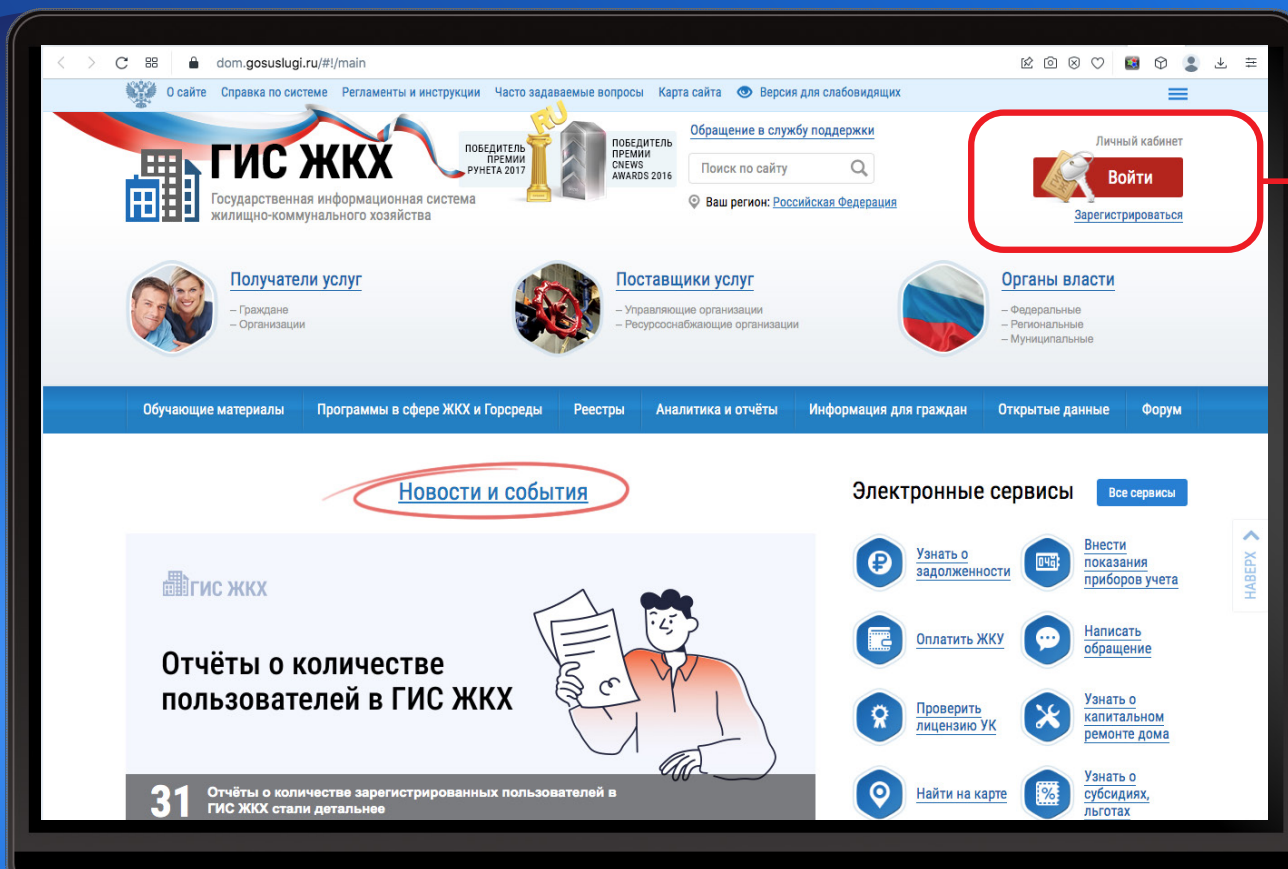 dom.gosuslugi.ru/#!/main
О сайте Справка по системе Регламенты и инструкции Часто задаваемые вопросы Карта сайта Версия для слабовидящих
ГИС ЖКХ
Государственная информационная система
жилищно-коммунального хозяйства
ПОБЕДИТЕЛЬ
ПРЕМИИ
РУНЕТА 2017
RU
ПОБЕДИТЕЛЬ
ПРЕМИИ
CNEWS
AWARDS 2016
Обращение в службу поддержки
Поиск по сайту
Ваш регион: Российская Федерация
Личный кабинет
Войти
Зарегистрироваться
Получатели услуг
– Граждане
– Организации
Поставщики услуг
– Управляющие организации
– Ресурсоснабжающие организации
Органы власти
– Федеральные
– Региональные
– Муниципальные
Обучающие материалы Программы в сфере ЖКХ и Горсреды Реестры Аналитика и отчёты Информация для граждан Открытые данные Форум
Новости и события
ГИС ЖКХ
Отчёты о количестве
пользователей в ГИС ЖКХ
31
Отчёты о количестве зарегистрированных пользователей в
ГИС ЖКХ стали детальнее
Электронные сервисы
Все сервисы
Узнать о
задолженности
Внести
показания
приборов учета
Оплатить ЖКУ
Написать
обращение
Проверить
лицензию УК
Узнать о
капитальном
ремонте дома
Найти на карте
Узнать о
субсидиях,
льготах
НАВЕРХ